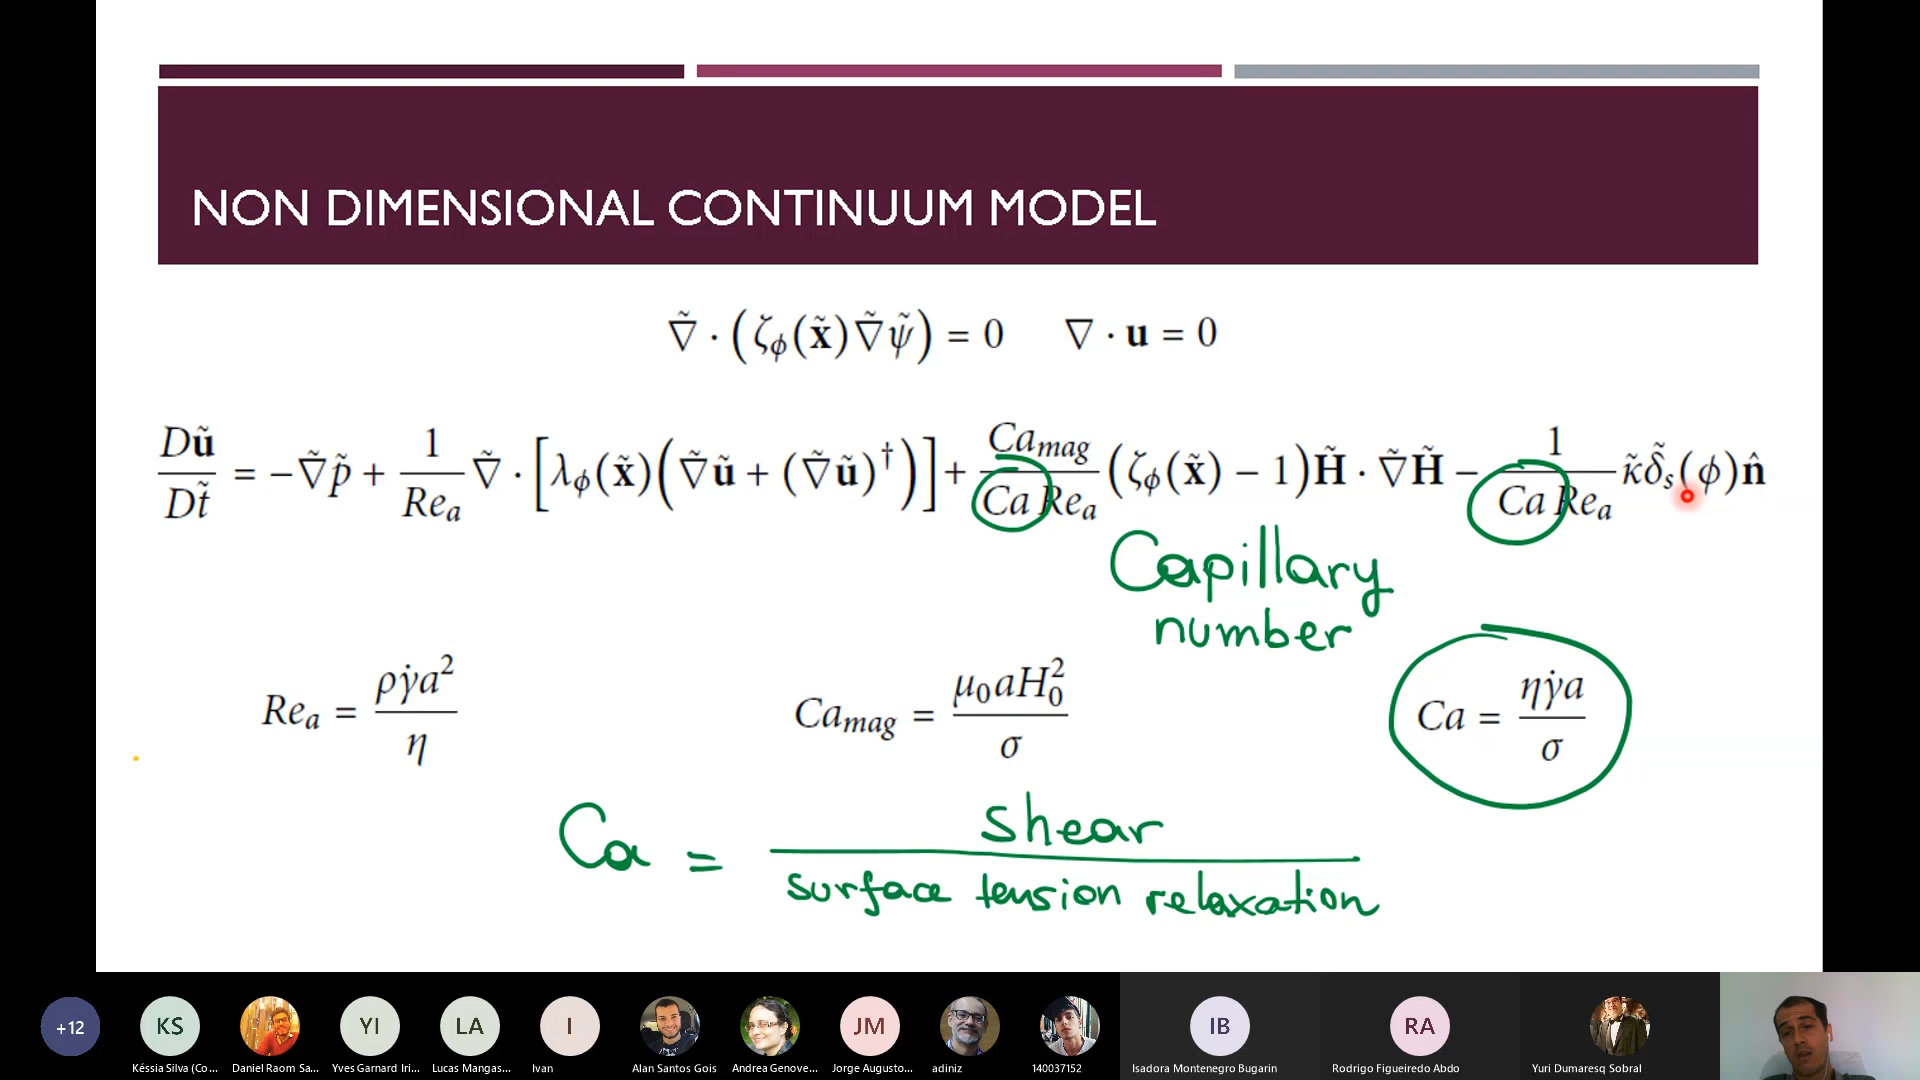 NON DIMENSIONAL CONTINUUM MODEL
∇̃ · (ζ_ϕ(x̃)∇̃ψ̃) = 0   ∇ · u = 0
Dũ/Dt̃ = −∇̃p̃ + 1/Re_a ∇̃ · [λ_ϕ(x̃)(∇̃ũ + (∇̃ũ)†)] + Ca_mag/(Ca Re_a) (ζ_ϕ(x̃) − 1)H̃ · ∇̃H̃ − 1/(Ca Re_a) κ̃δ̃_s(ϕ)n̂
Capillary
number
Re_a = ργ̇a²/η   Ca_mag = μ₀aH₀²/σ   Ca = ηγ̇a/σ
Ca = shear
surface tension relaxation
+12 KS YI LA I JM IB RA
Késsia Silva (Co... Daniel Raom Sa... Yves Garnard Iri... Lucas Mangas... Ivan Alan Santos Gois Andrea Genove... Jorge Augusto... adiniz 140037152 Isadora Montenegro Bugarin Rodrigo Figueiredo Abdo Yuri Dumaresq Sobral